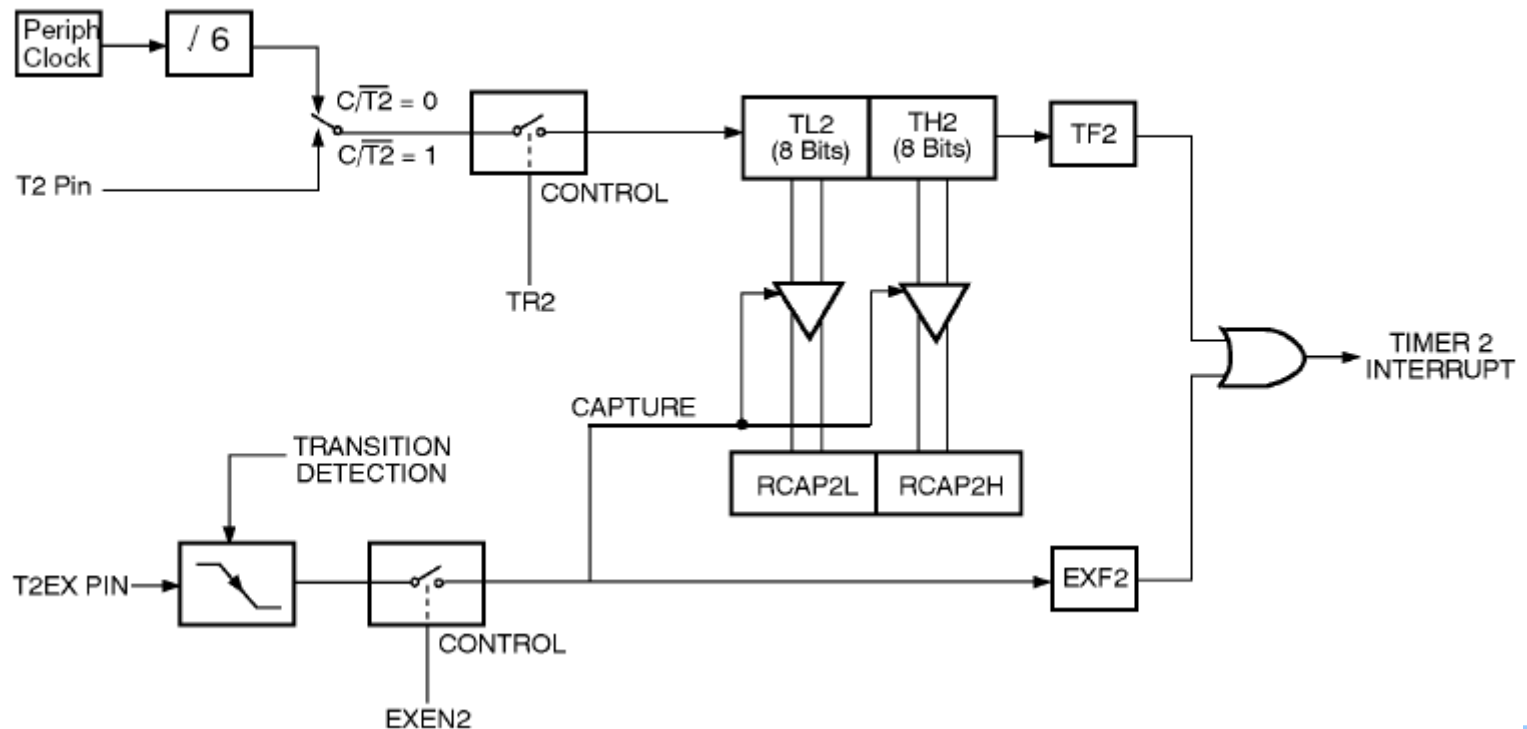 Periph
Clock
/ 6
C/T2̅ = 0
C/T2̅ = 1
T2 Pin
CONTROL
TR2
TL2
(8 Bits)
TH2
(8 Bits)
TF2
TIMER 2
INTERRUPT
CAPTURE
TRANSITION
DETECTION
RCAP2L
RCAP2H
T2EX PIN
EXF2
CONTROL
EXEN2